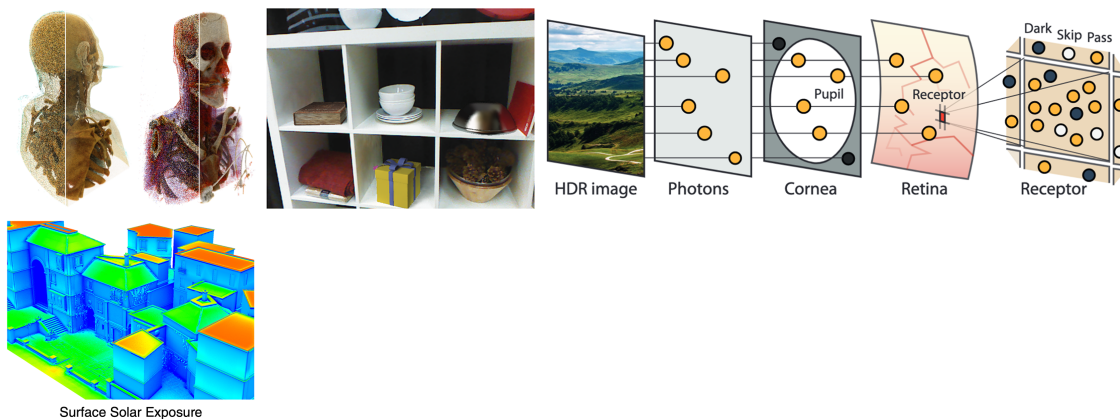 Dark Skip Pass
Pupil
Receptor
HDR image Photons Cornea Retina Receptor
Surface Solar Exposure